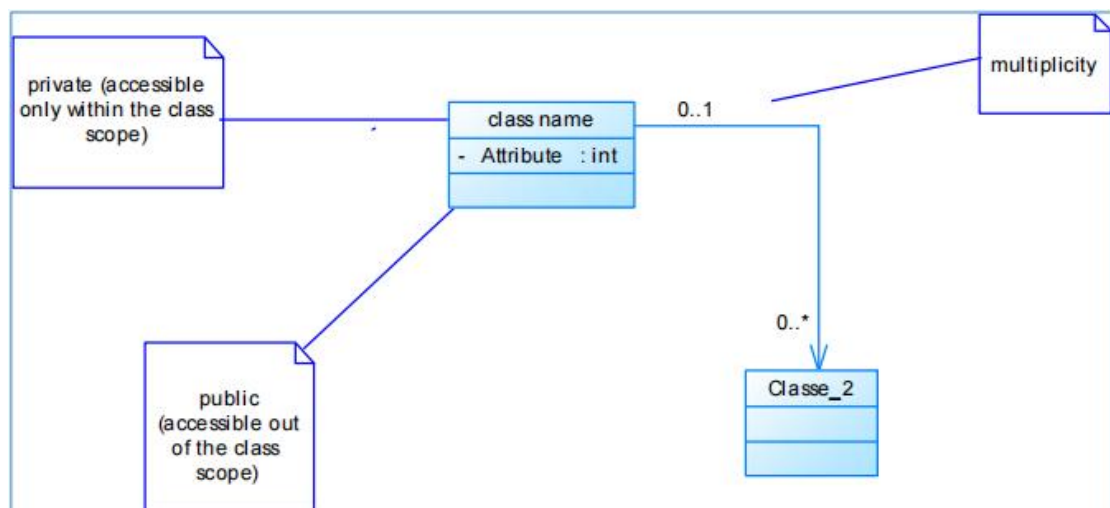 private (accessible
only within the class
scope)
multiplicity
class name
- Attribute : int
0..1
0..*
Classe_2
public
(accessible out
of the class
scope)